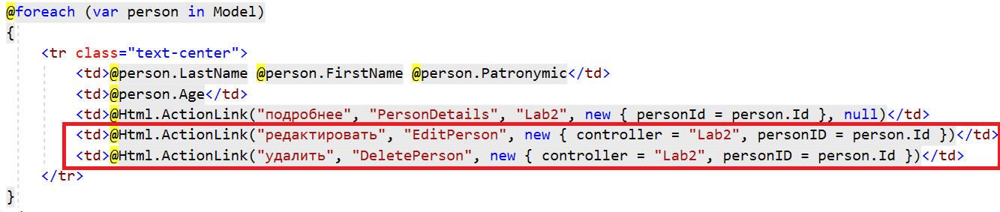 @foreach (var person in Model)
{
    <tr class="text-center">
        <td>@person.LastName @person.FirstName @person.Patronymic</td>
        <td>@person.Age</td>
        <td>@Html.ActionLink("подробнее", "PersonDetails", "Lab2", new { personId = person.Id }, null)</td>
        <td>@Html.ActionLink("редактировать", "EditPerson", new { controller = "Lab2", personID = person.Id })</td>
        <td>@Html.ActionLink("удалить", "DeletePerson", new { controller = "Lab2", personID = person.Id })</td>
    </tr>
}